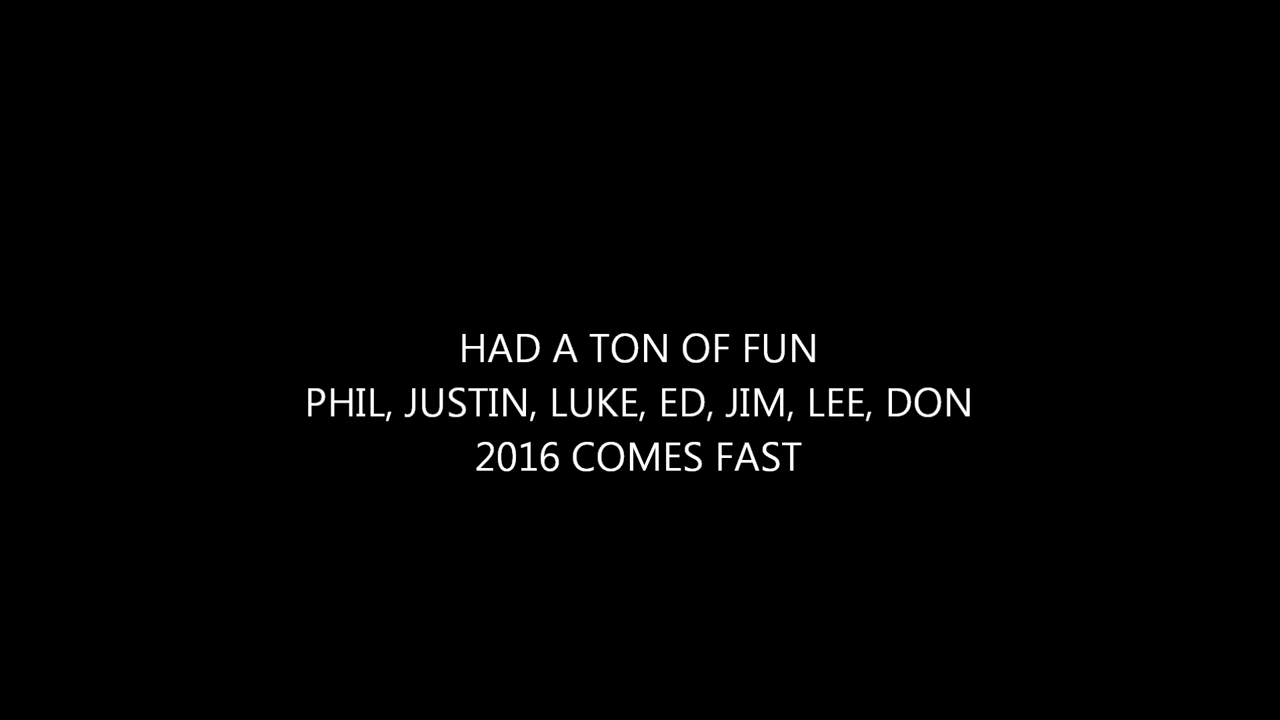 HAD A TON OF FUN
PHIL, JUSTIN, LUKE, ED, JIM, LEE, DON
2016 COMES FAST